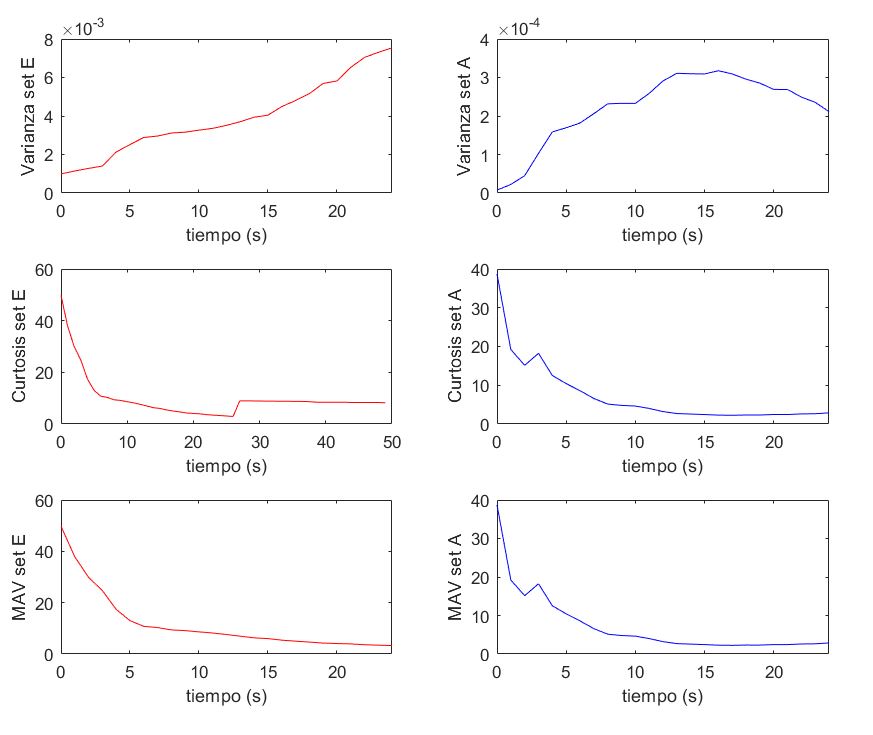 ×10-3
8
6
4
2
0
Varianza set E
0 5 10 15 20
tiempo (s)
×10-4
4
3
2
1
0
Varianza set A
0 5 10 15 20
tiempo (s)
60
40
20
0
Curtosis set E
0 10 20 30 40 50
tiempo (s)
40
30
20
10
0
Curtosis set A
0 5 10 15 20
tiempo (s)
60
40
20
0
MAV set E
0 5 10 15 20
tiempo (s)
40
30
20
10
0
MAV set A
0 5 10 15 20
tiempo (s)